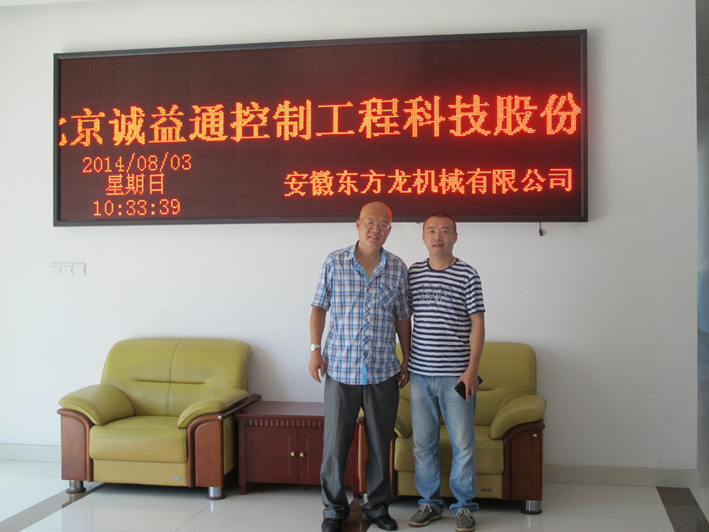 北京诚益通控制工程科技股份
2014/08/03
星期日
10:33:39
安徽东方龙机械有限公司